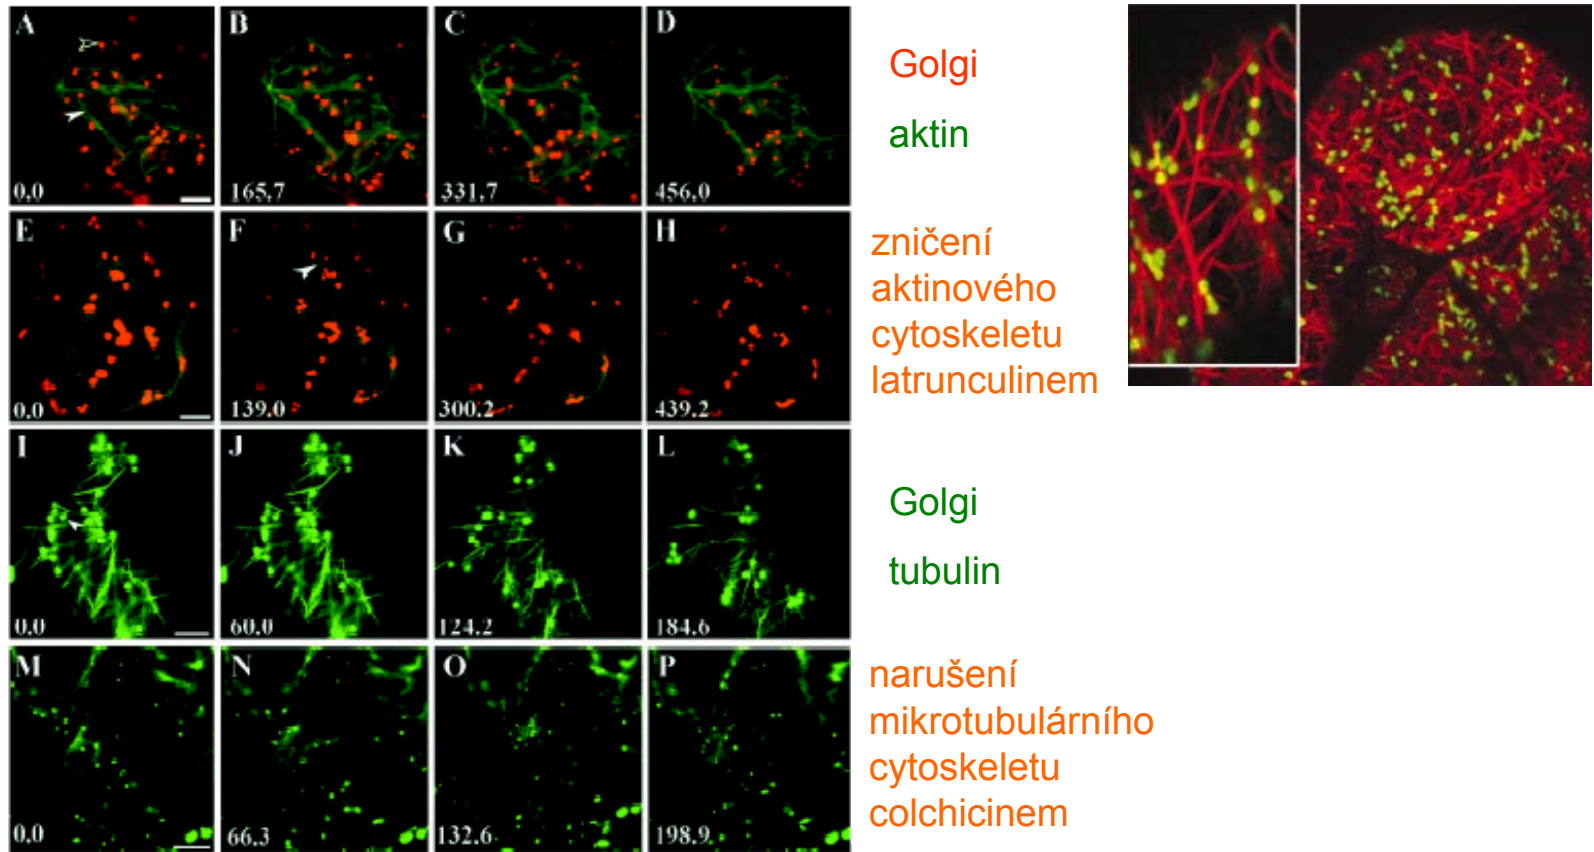 A B C D
0.0 165.7 331.7 456.0
Golgi
aktin
E F G H
0.0 139.0 300.2 439.2
zničení
aktinového
cytoskeletu
latrunculinem
I J K L
0.0 60.0 124.2 184.6
Golgi
tubulin
M N O P
0.0 66.3 132.6 198.9
narušení
mikrotubulárního
cytoskeletu
colchicinem